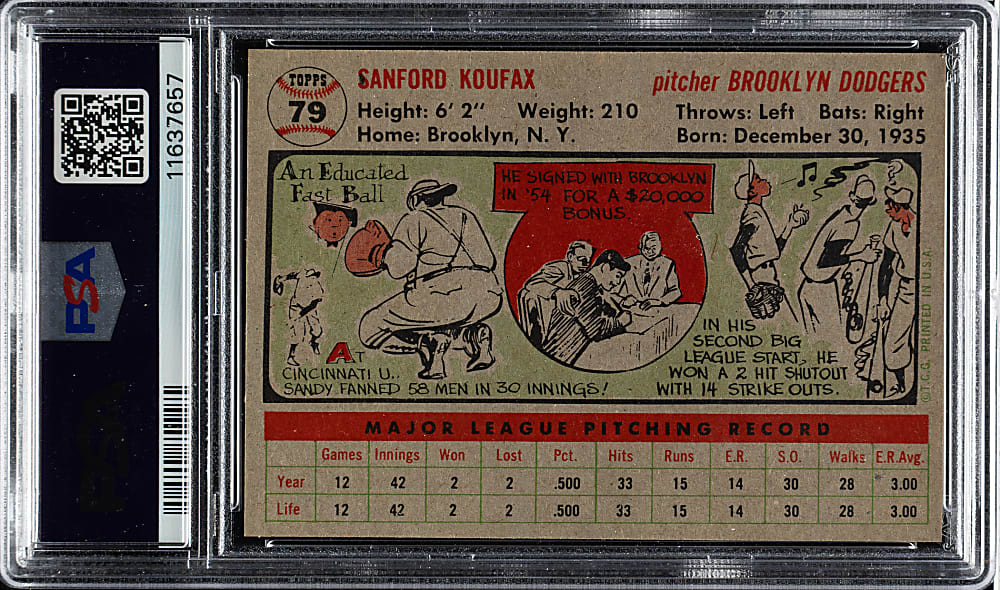 11637657
PSA
TOPPS
79
SANFORD KOUFAX
pitcher BROOKLYN DODGERS
Height: 6' 2" Weight: 210 Throws: Left Bats: Right
Home: Brooklyn, N. Y. Born: December 30, 1935
An Educated
Fast Ball
HE SIGNED WITH BROOKLYN
IN '54 FOR A $20,000
BONUS.
AT
CINCINNATI U..
SANDY FANNED 58 MEN IN 30 INNINGS!
IN HIS
SECOND BIG
LEAGUE START, HE
WON A 2 HIT SHUTOUT
WITH 14 STRIKE OUTS.
©T.C.G. PRINTED IN U.S.A.
MAJOR LEAGUE PITCHING RECORD
Games Innings Won Lost Pct. Hits Runs E.R. S.O. Walks E.R.Avg.
Year 12 42 2 2 .500 33 15 14 30 28 3.00
Life 12 42 2 2 .500 33 15 14 30 28 3.00
PSA